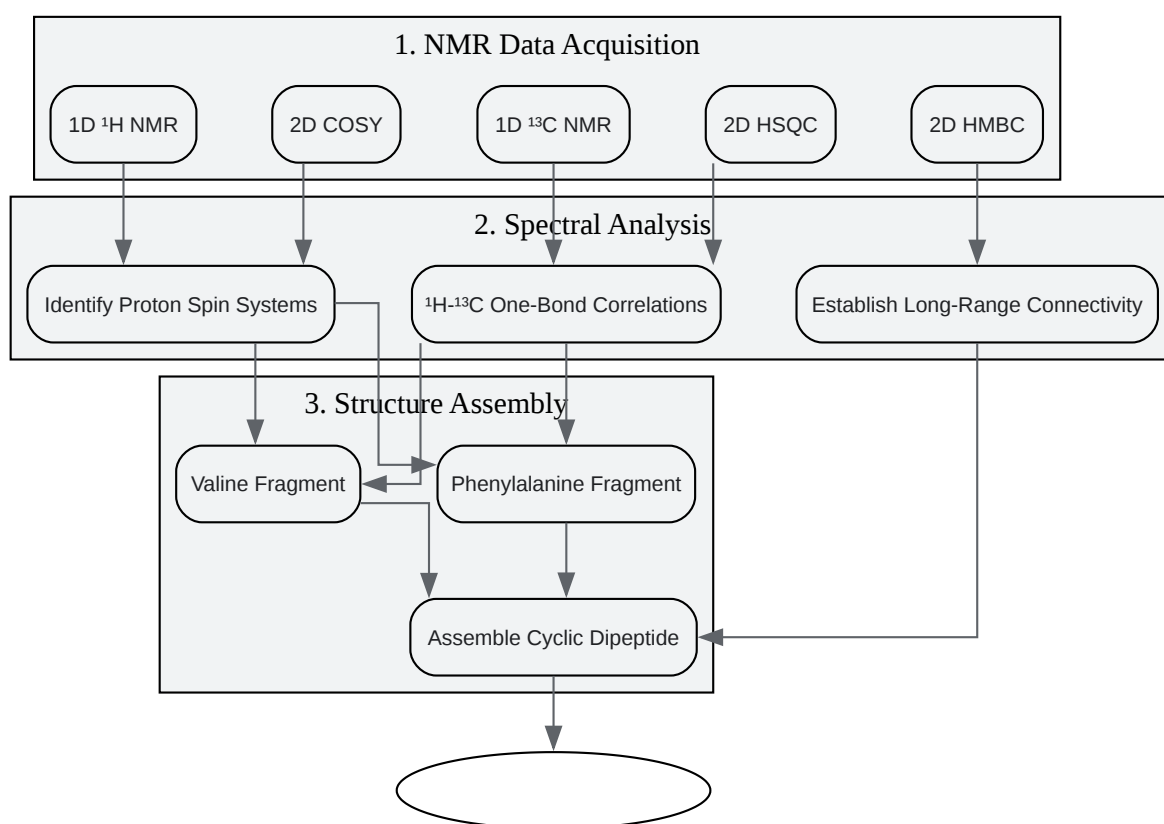 1. NMR Data Acquisition
1D ¹H NMR
2D COSY
1D ¹³C NMR
2D HSQC
2D HMBC
2. Spectral Analysis
Identify Proton Spin Systems
¹H-¹³C One-Bond Correlations
Establish Long-Range Connectivity
3. Structure Assembly
Valine Fragment
Phenylalanine Fragment
Assemble Cyclic Dipeptide